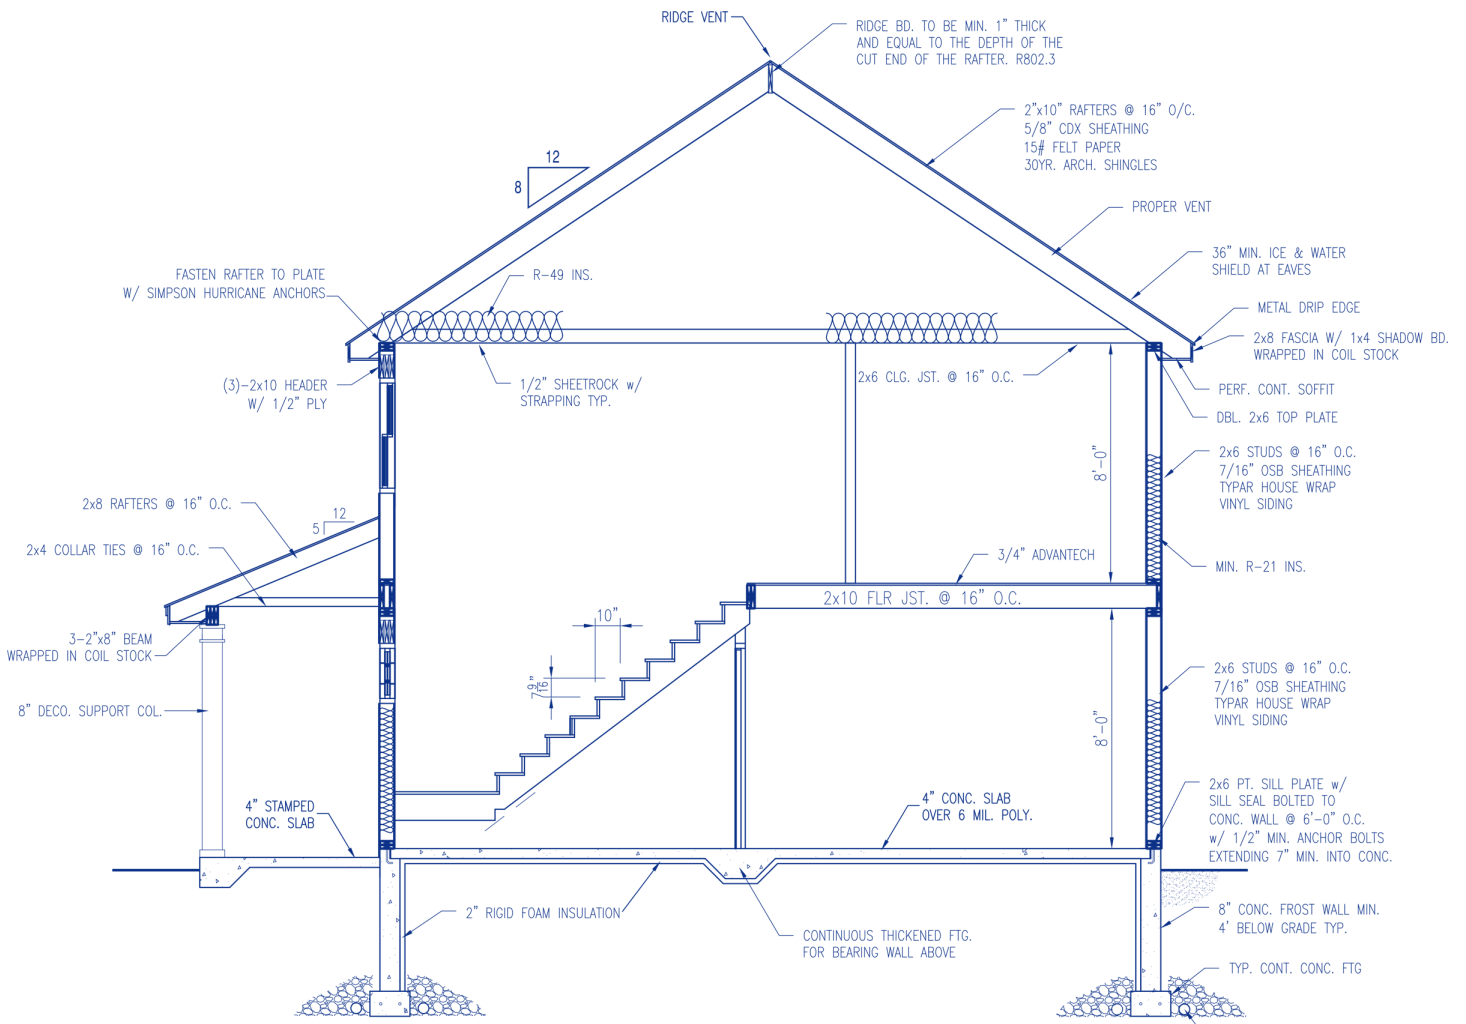 RIDGE VENT
RIDGE BD. TO BE MIN. 1" THICK
AND EQUAL TO THE DEPTH OF THE
CUT END OF THE RAFTER. R802.3
2"x10" RAFTERS @ 16" O/C.
5/8" CDX SHEATHING
15# FELT PAPER
30YR. ARCH. SHINGLES
12
8
PROPER VENT
36" MIN. ICE & WATER
SHIELD AT EAVES
FASTEN RAFTER TO PLATE
W/ SIMPSON HURRICANE ANCHORS
R-49 INS.
METAL DRIP EDGE
2x8 FASCIA W/ 1x4 SHADOW BD.
WRAPPED IN COIL STOCK
(3)-2x10 HEADER
W/ 1/2" PLY
1/2" SHEETROCK w/
STRAPPING TYP.
2x6 CLG. JST. @ 16" O.C.
PERF. CONT. SOFFIT
DBL. 2x6 TOP PLATE
8'-0"
2x6 STUDS @ 16" O.C.
7/16" OSB SHEATHING
TYPAR HOUSE WRAP
VINYL SIDING
2x8 RAFTERS @ 16" O.C.
12
5
2x4 COLLAR TIES @ 16" O.C.
3/4" ADVANTECH
MIN. R-21 INS.
2x10 FLR JST. @ 16" O.C.
10"
7 9/16"
3-2"x8" BEAM
WRAPPED IN COIL STOCK
8" DECO. SUPPORT COL.
8'-0"
2x6 STUDS @ 16" O.C.
7/16" OSB SHEATHING
TYPAR HOUSE WRAP
VINYL SIDING
4" STAMPED
CONC. SLAB
4" CONC. SLAB
OVER 6 MIL. POLY.
2x6 PT. SILL PLATE w/
SILL SEAL BOLTED TO
CONC. WALL @ 6'-0" O.C.
w/ 1/2" MIN. ANCHOR BOLTS
EXTENDING 7" MIN. INTO CONC.
2" RIGID FOAM INSULATION
CONTINUOUS THICKENED FTG.
FOR BEARING WALL ABOVE
8" CONC. FROST WALL MIN.
4' BELOW GRADE TYP.
TYP. CONT. CONC. FTG